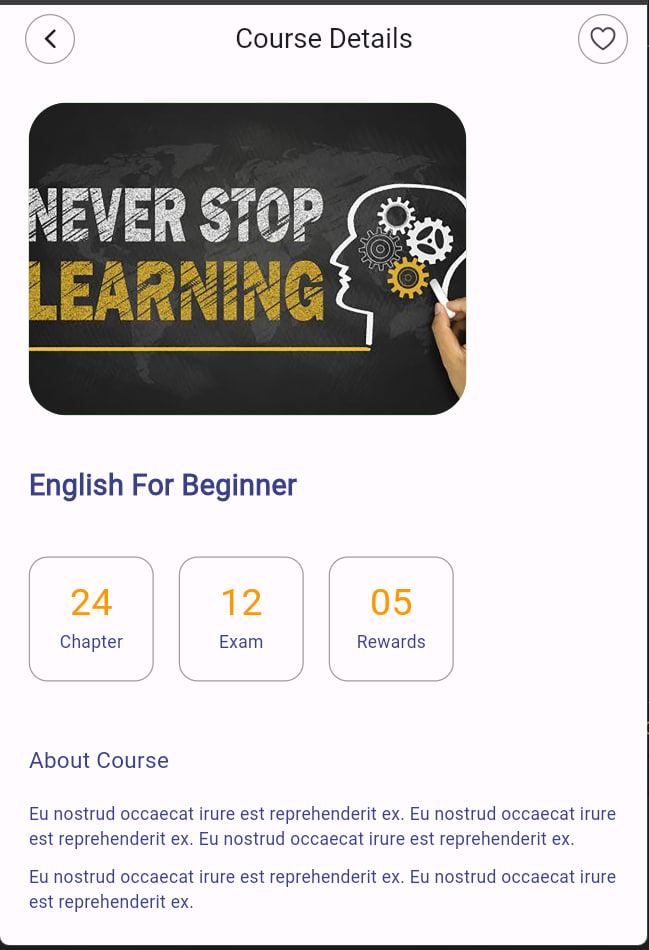 Course Details
NEVER STOP
LEARNING
English For Beginner
24
Chapter
12
Exam
05
Rewards
About Course
Eu nostrud occaecat irure est reprehenderit ex. Eu nostrud occaecat irure
est reprehenderit ex. Eu nostrud occaecat irure est reprehenderit ex.
Eu nostrud occaecat irure est reprehenderit ex. Eu nostrud occaecat irure
est reprehenderit ex.